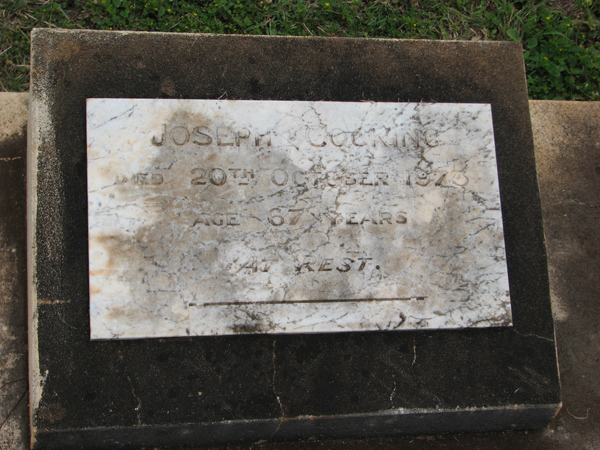 JOSEPH COCKING
DIED 20TH OCTOBER
AGE 67 YEARS
AT REST.